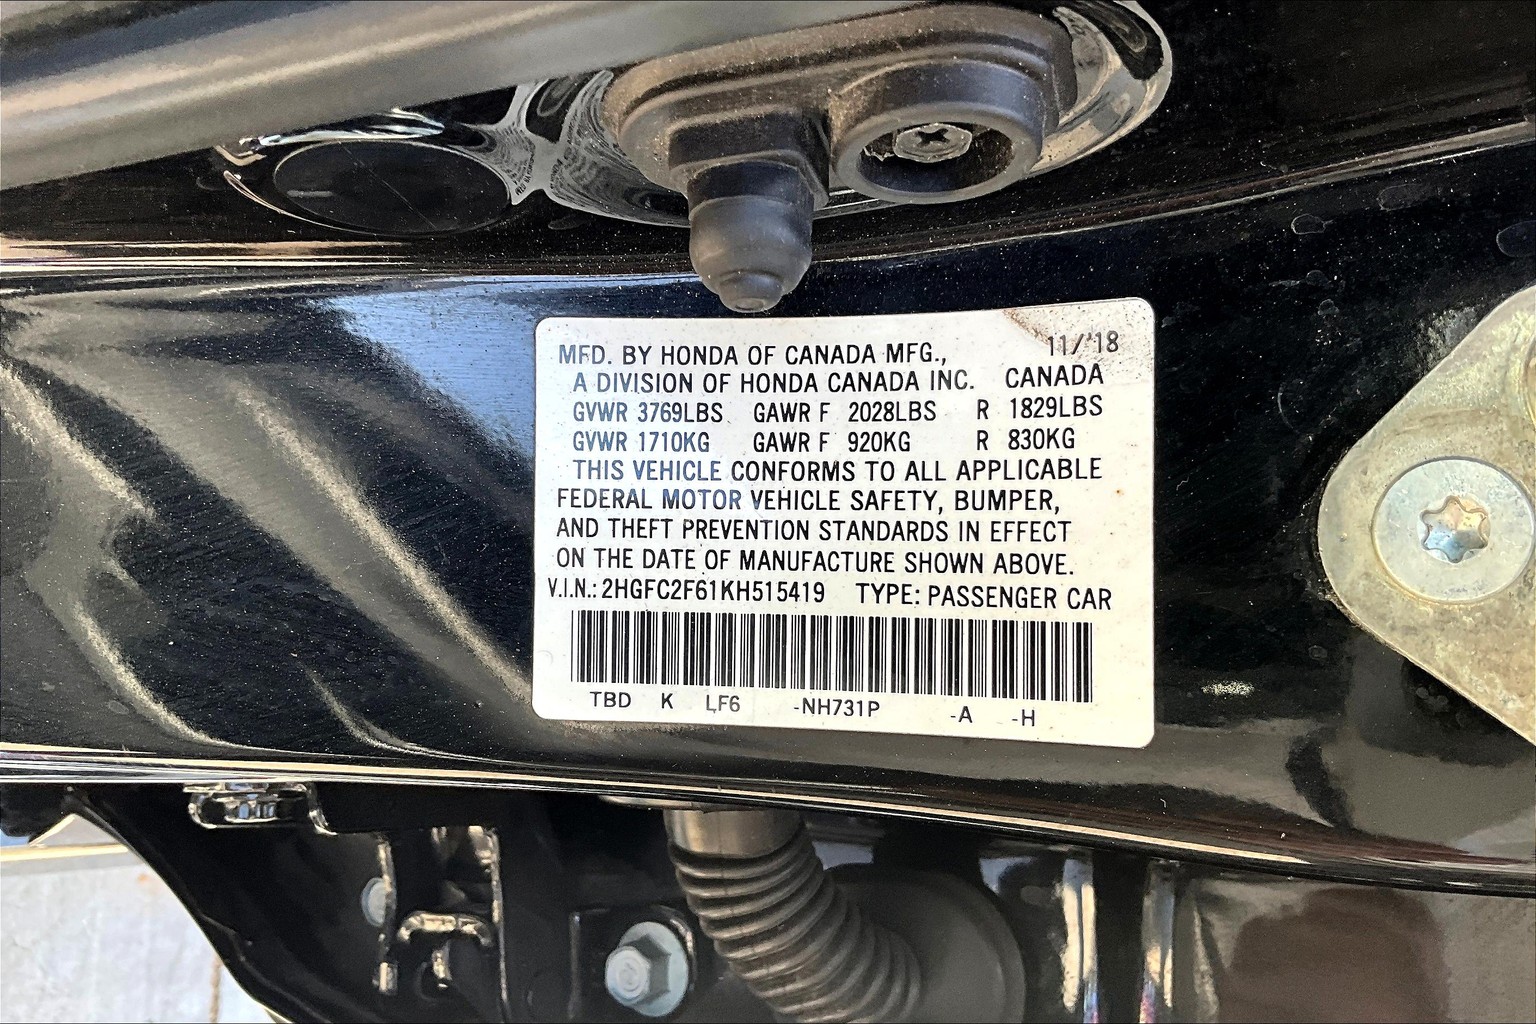 11/'18
MFD. BY HONDA OF CANADA MFG.,
A DIVISION OF HONDA CANADA INC. CANADA
GVWR 3769LBS GAWR F 2028LBS R 1829LBS
GVWR 1710KG GAWR F 920KG R 830KG
THIS VEHICLE CONFORMS TO ALL APPLICABLE
FEDERAL MOTOR VEHICLE SAFETY, BUMPER,
AND THEFT PREVENTION STANDARDS IN EFFECT
ON THE DATE OF MANUFACTURE SHOWN ABOVE.
V.I.N.: 2HGFC2F61KH515419 TYPE: PASSENGER CAR
TBD K LF6 -NH731P -A -H